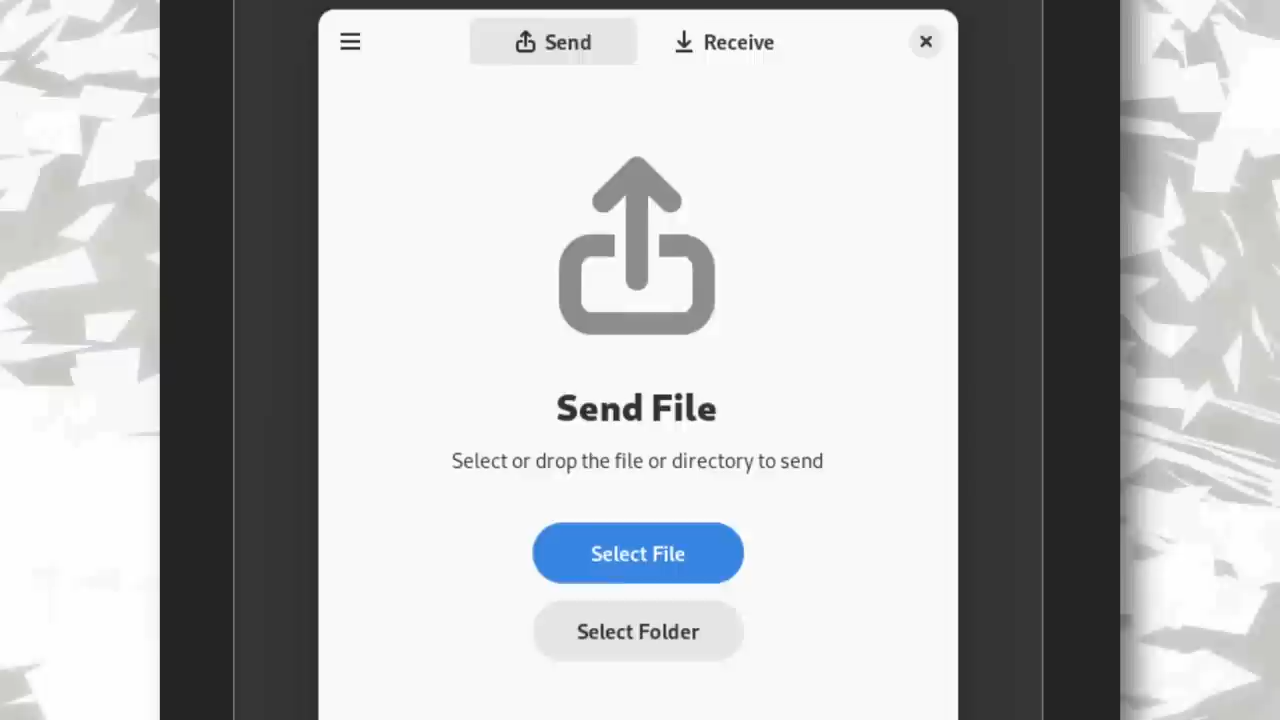 Send
Receive
Send File
Select or drop the file or directory to send
Select File
Select Folder